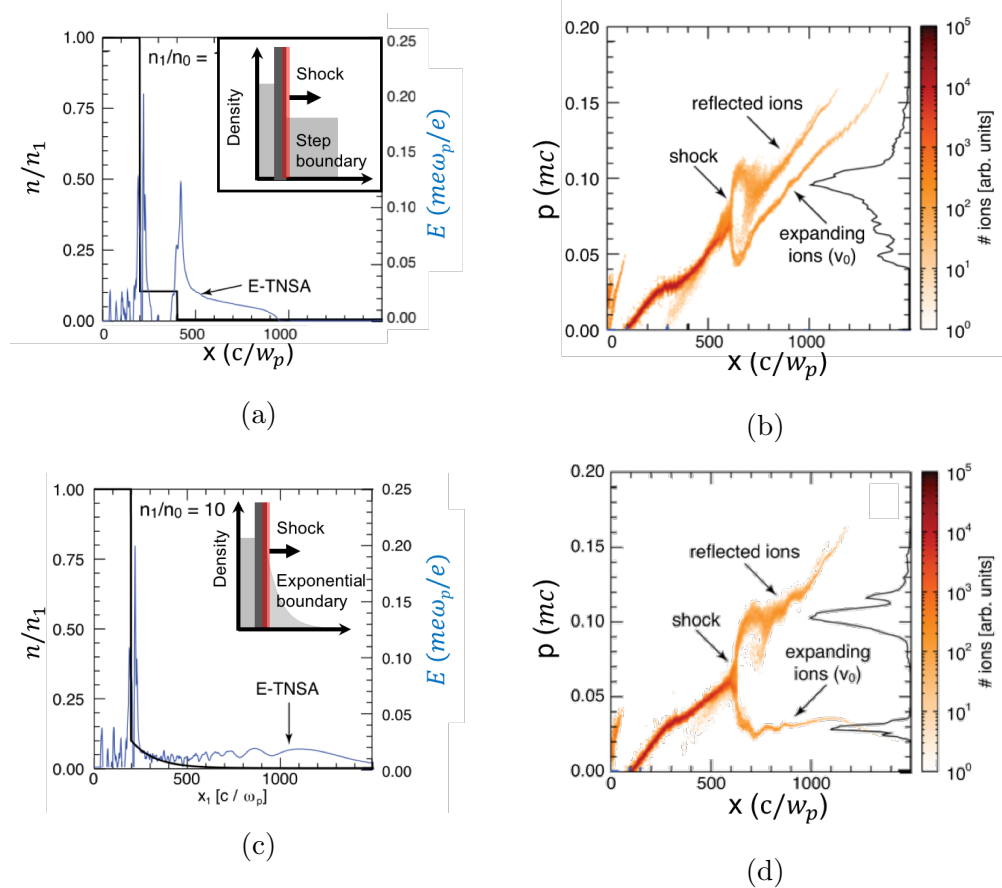 1.00
0.75
0.50
0.25
0.00
n/n₁
n₁/n₀ =
Density
Shock
Step
boundary
E-TNSA
0.25
0.20
0.15
0.10
0.05
0.00
E (meω_p/e)
0
500
1000
x (c/w_p)
(a)
0.20
0.15
0.10
0.05
0.00
p (mc)
reflected ions
shock
expanding
ions (v₀)
0
500
1000
x (c/w_p)
10⁵
10⁴
10³
10²
10¹
10⁰
# ions [arb. units]
(b)
1.00
0.75
0.50
0.25
0.00
n/n₁
n₁/n₀ = 10
Density
Shock
Exponential
boundary
E-TNSA
0.25
0.20
0.15
0.10
0.05
0.00
E (meω_p/e)
0
500
1000
x₁ [c / ω_p]
(c)
0.20
0.15
0.10
0.05
0.00
p (mc)
reflected ions
shock
expanding
ions (v₀)
0
500
1000
x (c/w_p)
10⁵
10⁴
10³
10²
10¹
10⁰
# ions [arb. units]
(d)